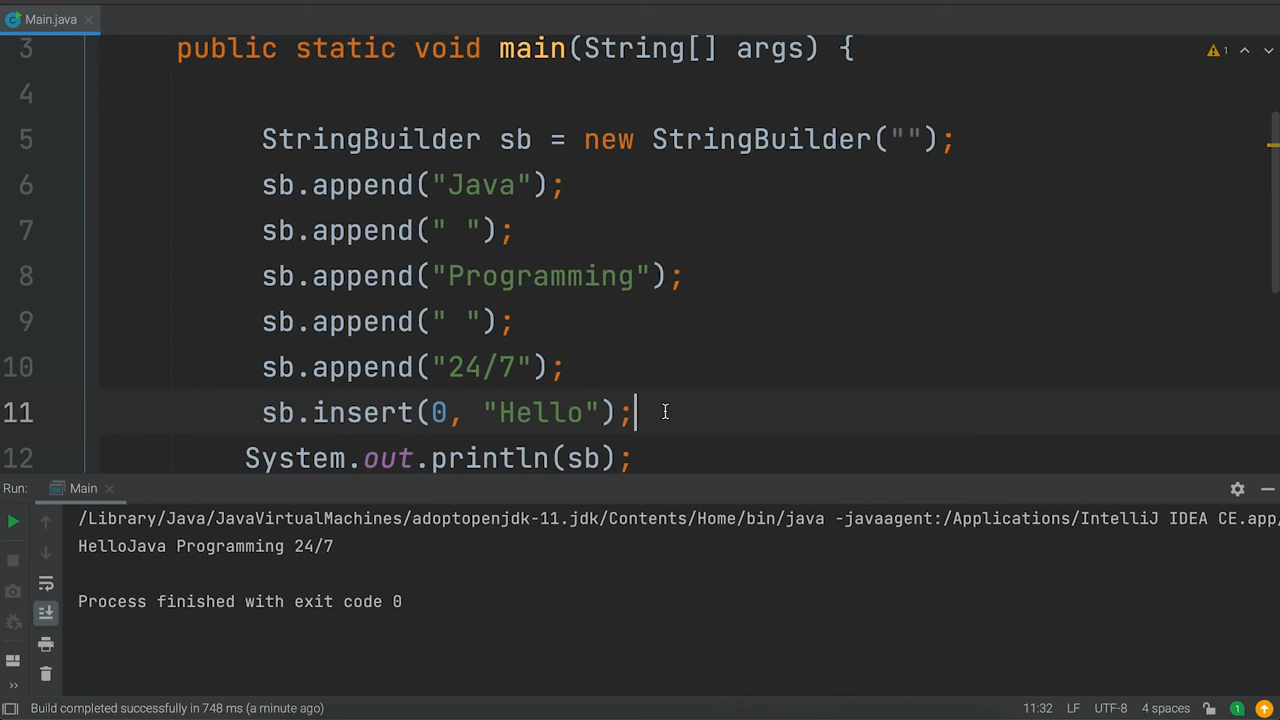 Main.java
1
3 public static void main(String[] args) {
4
5 StringBuilder sb = new StringBuilder("");
6 sb.append("Java");
7 sb.append(" ");
8 sb.append("Programming");
9 sb.append(" ");
10 sb.append("24/7");
11 sb.insert(0, "Hello");
12 System.out.println(sb);
Run: Main
/Library/Java/JavaVirtualMachines/adoptopenjdk-11.jdk/Contents/Home/bin/java -javaagent:/Applications/IntelliJ IDEA CE.app/
HelloJava Programming 24/7
Process finished with exit code 0
Build completed successfully in 748 ms (a minute ago) 11:32 LF UTF-8 4 spaces 1